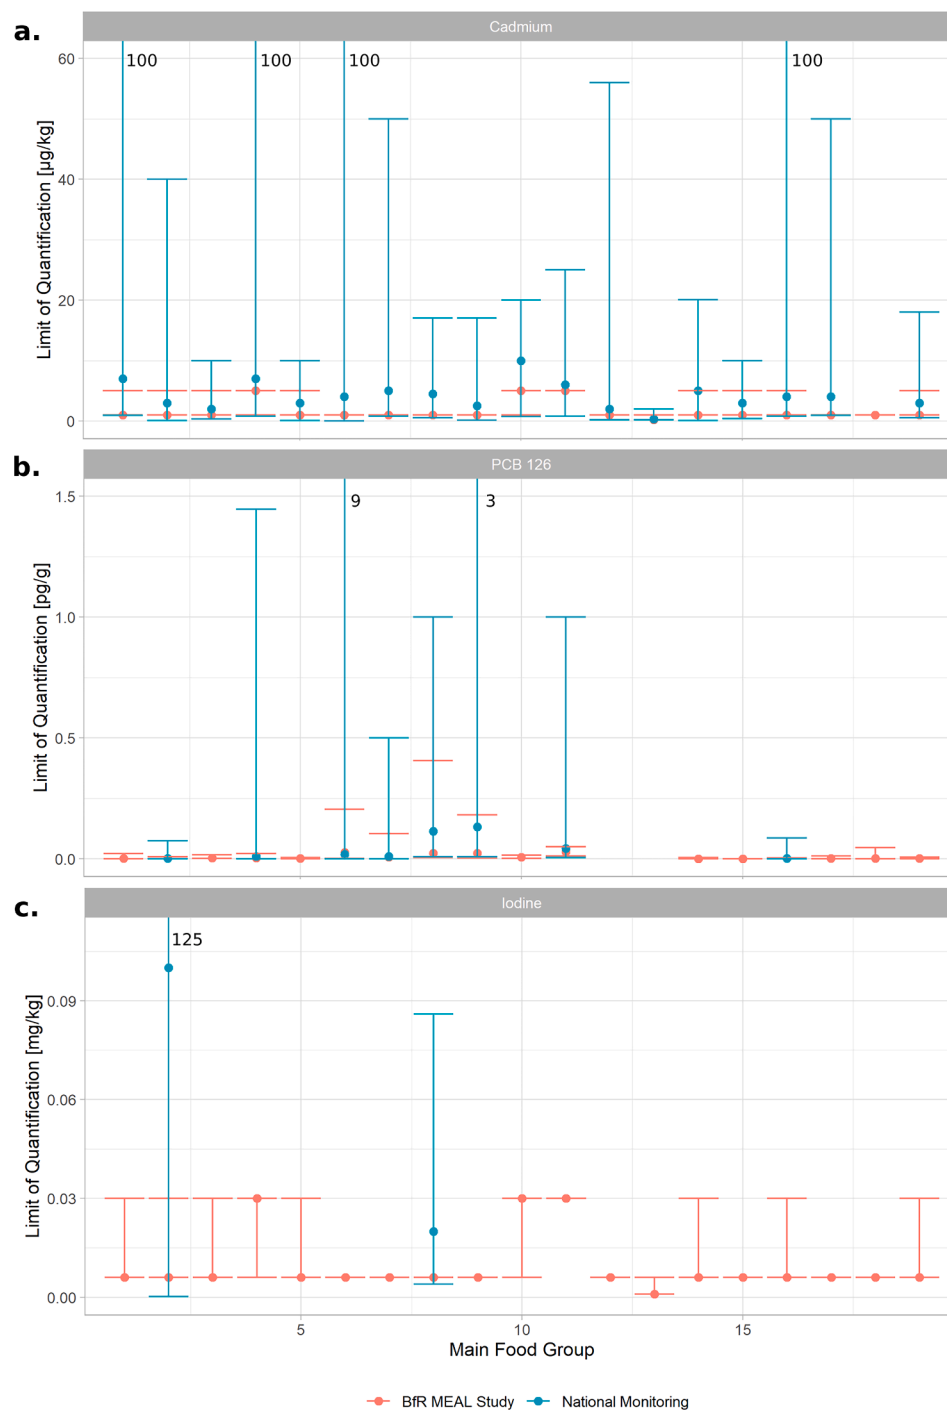 a.
Cadmium
100 100 100 100
60
40
20
0
Limit of Quantification [µg/kg]
b.
PCB 126
9 3
1.5
1.0
0.5
0.0
Limit of Quantification [pg/g]
c.
Iodine
125
0.09
0.06
0.03
0.00
Limit of Quantification [mg/kg]
5 10 15
Main Food Group
BfR MEAL Study National Monitoring